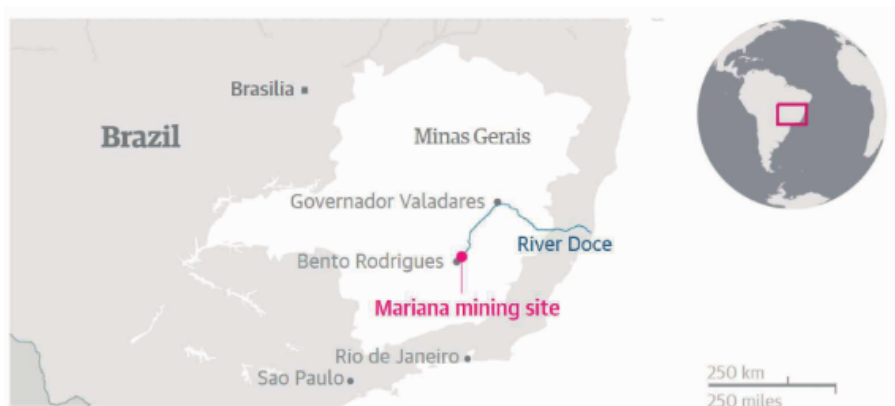 Brasilia
Brazil
Minas Gerais
Governador Valadares
River Doce
Bento Rodrigues
Mariana mining site
Rio de Janeiro
Sao Paulo
250 km
250 miles